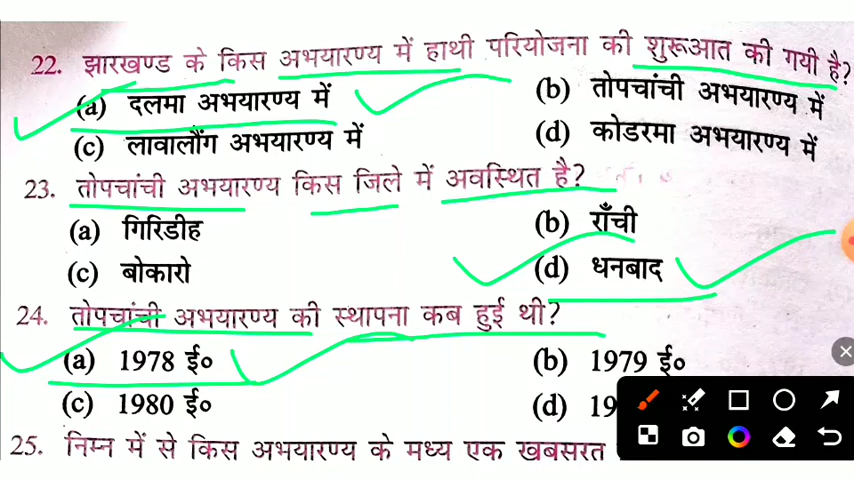 22. झारखण्ड के किस अभयारण्य में हाथी परियोजना की शुरूआत की गयी है?
(a) दलमा अभयारण्य में (b) तोपचांची अभयारण्य में
(c) लावालौंग अभयारण्य में (d) कोडरमा अभयारण्य में
23. तोपचांची अभयारण्य किस जिले में अवस्थित है?
(a) गिरिडीह (b) राँची
(c) बोकारो (d) धनबाद
24. तोपचांची अभयारण्य की स्थापना कब हुई थी?
(a) 1978 ई० (b) 1979 ई०
(c) 1980 ई० (d)
25. निम्न में से किस अभयारण्य के मध्य एक खबसरत